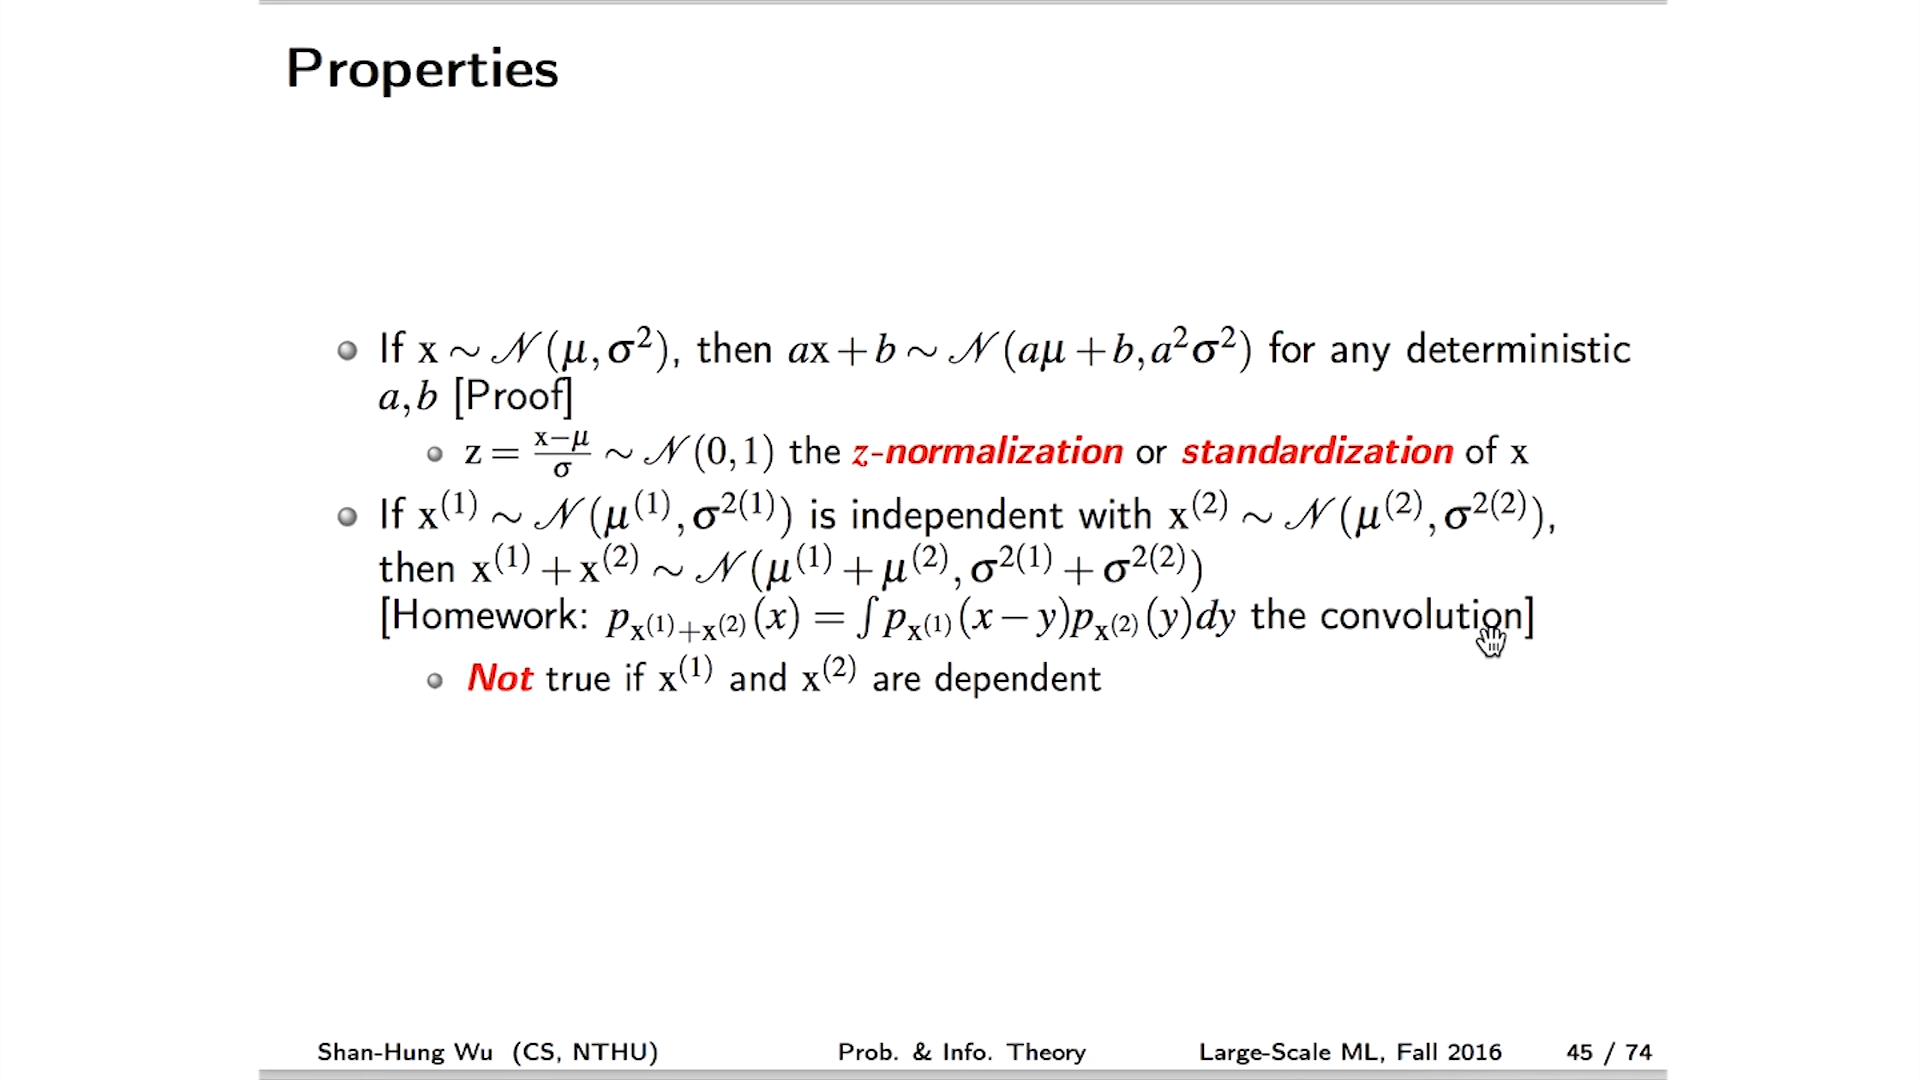 Properties
If x ∼ 𝒩(μ,σ²), then ax+b ∼ 𝒩(aμ+b,a²σ²) for any deterministic
a,b [Proof]
z = (x−μ)/σ ∼ 𝒩(0,1) the z-normalization or standardization of x
If x⁽¹⁾ ∼ 𝒩(μ⁽¹⁾,σ²⁽¹⁾) is independent with x⁽²⁾ ∼ 𝒩(μ⁽²⁾,σ²⁽²⁾),
then x⁽¹⁾+x⁽²⁾ ∼ 𝒩(μ⁽¹⁾+μ⁽²⁾,σ²⁽¹⁾+σ²⁽²⁾)
[Homework: p_{x⁽¹⁾+x⁽²⁾}(x) = ∫ p_{x⁽¹⁾}(x−y)p_{x⁽²⁾}(y)dy the convolution]
Not true if x⁽¹⁾ and x⁽²⁾ are dependent
Shan-Hung Wu (CS, NTHU) Prob. & Info. Theory Large-Scale ML, Fall 2016 45 / 74